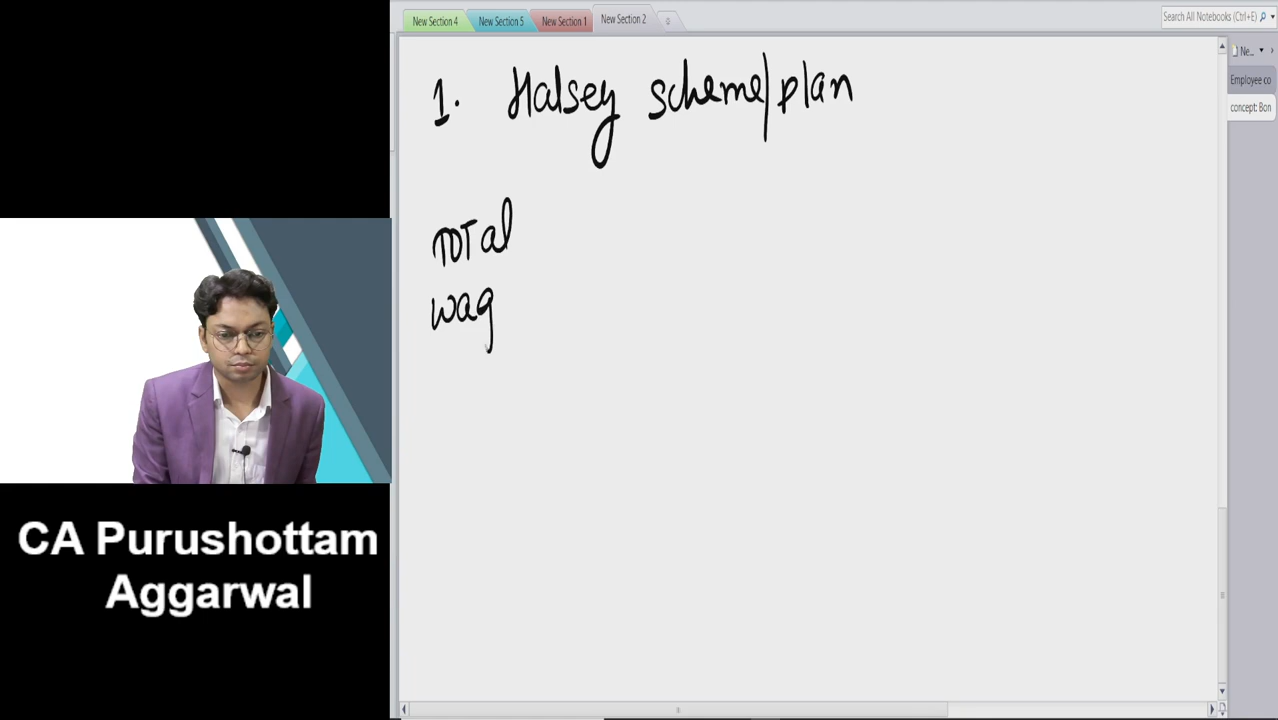 New Section 4
New Section 5
New Section 1
New Section 2
Search All Notebooks (Ctrl+E)
Ne...
Employee co
concept: Bon
1. Halsey scheme/plan
Total
wag
CA Purushottam
Aggarwal